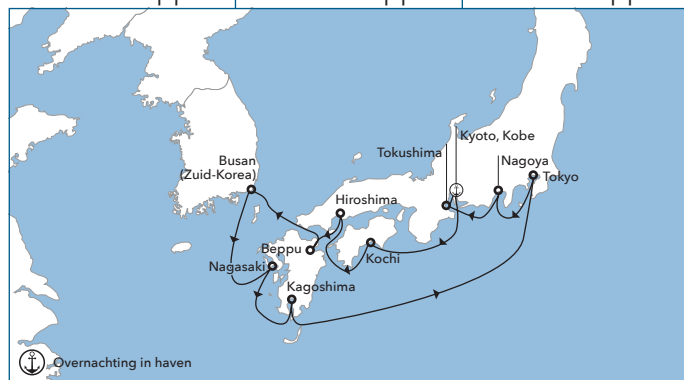 Kyoto, Kobe
Tokushima
Nagoya
Busan
(Zuid-Korea)
Tokyo
Hiroshima
Beppu
Kochi
Nagasaki
Kagoshima
Overnachting in haven